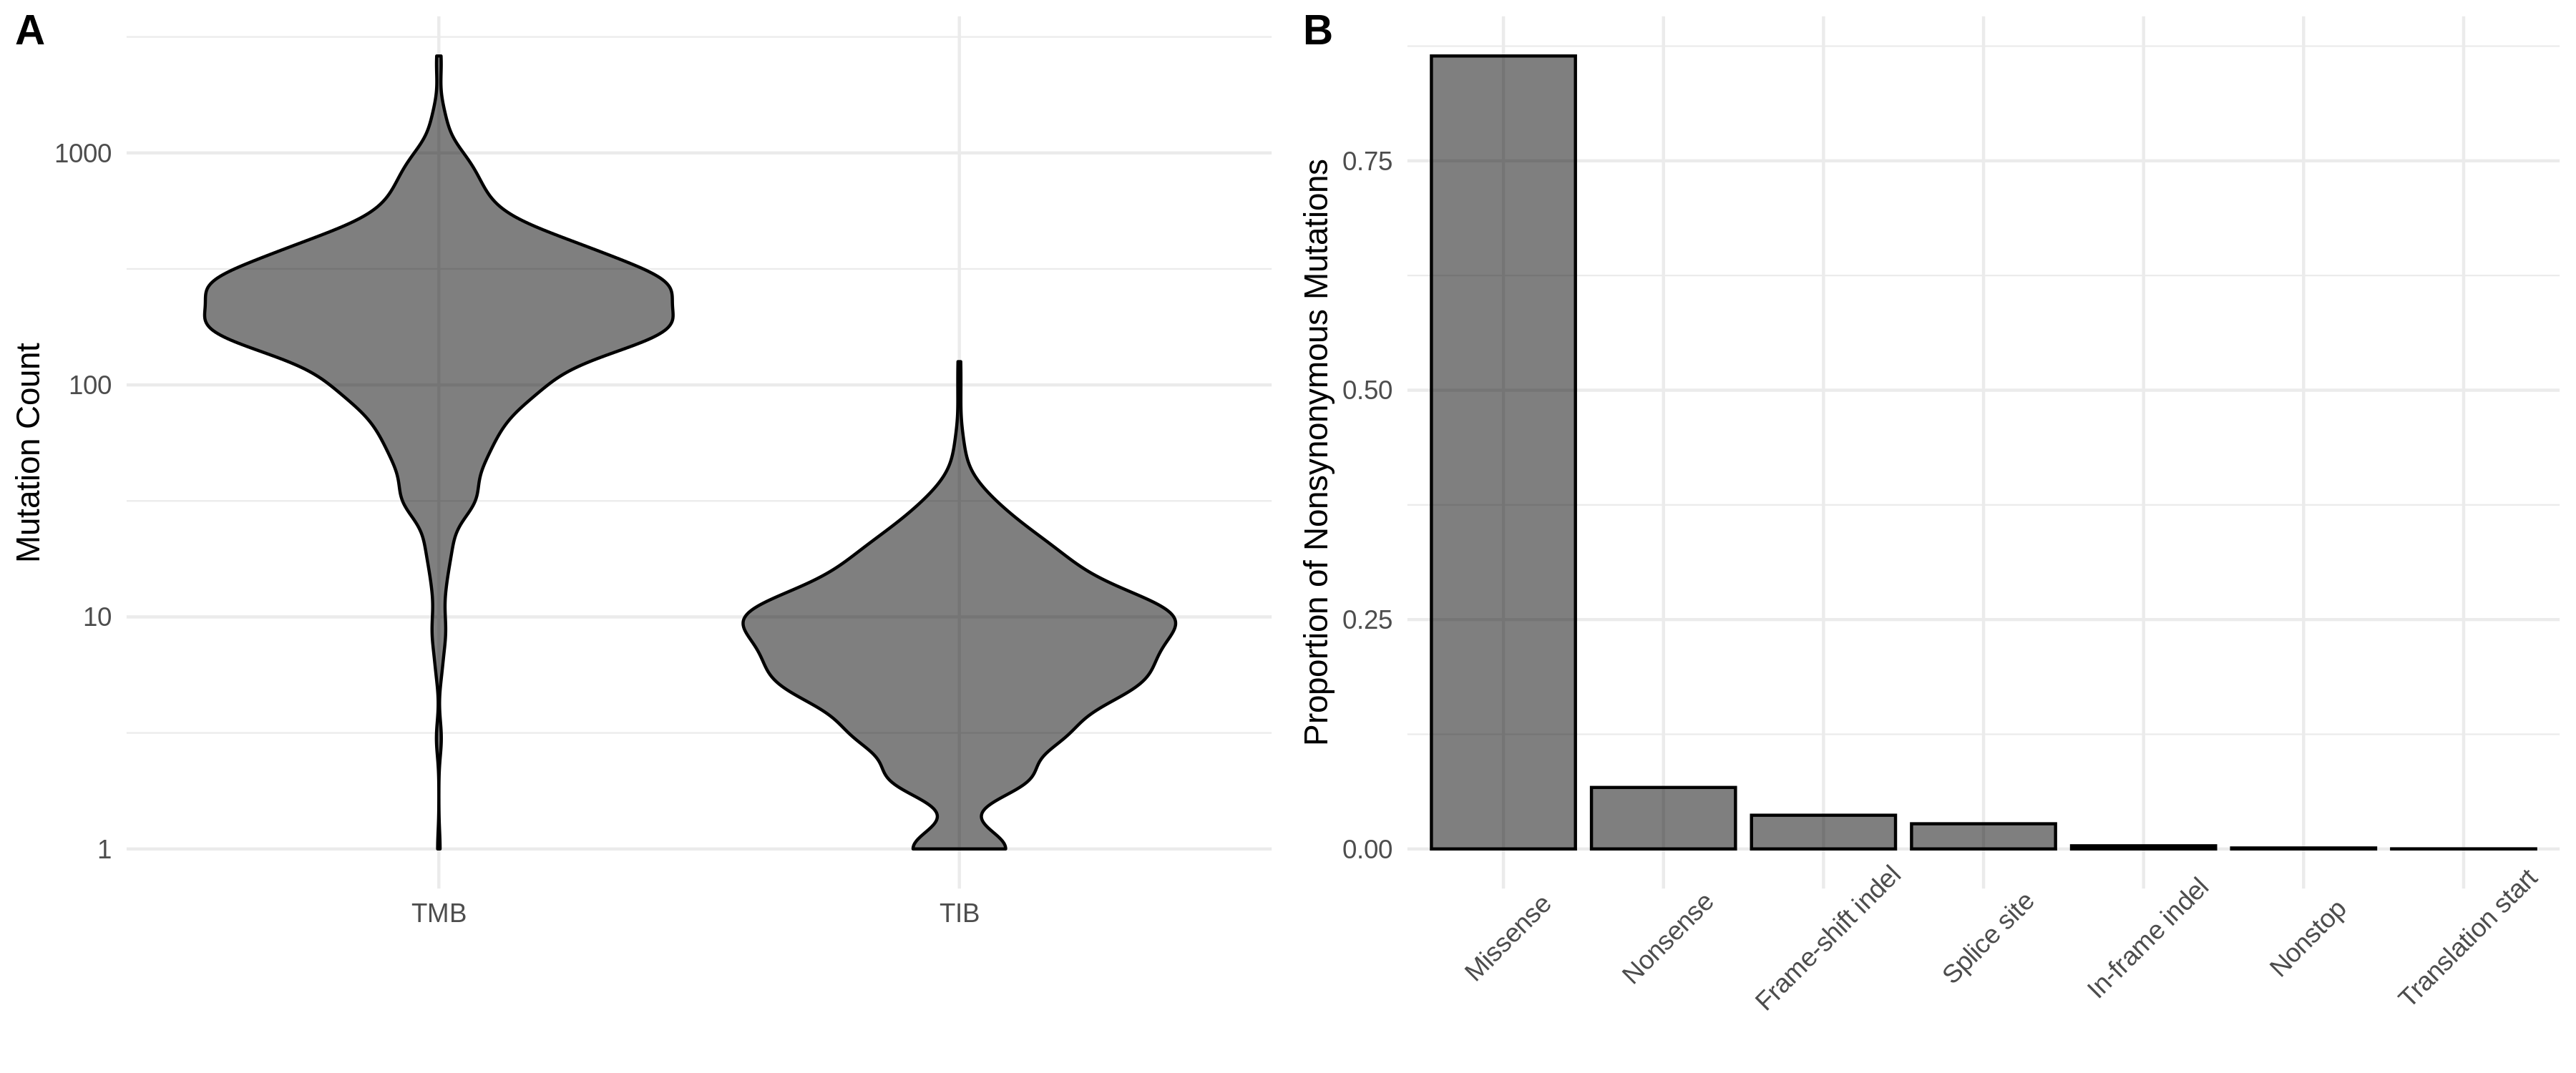 A
Mutation Count
1000
100
10
1
TMB
TIB
B
Proportion of Nonsynonymous Mutations
0.75
0.50
0.25
0.00
Missense
Nonsense
Frame-shift indel
Splice site
In-frame indel
Nonstop
Translation start